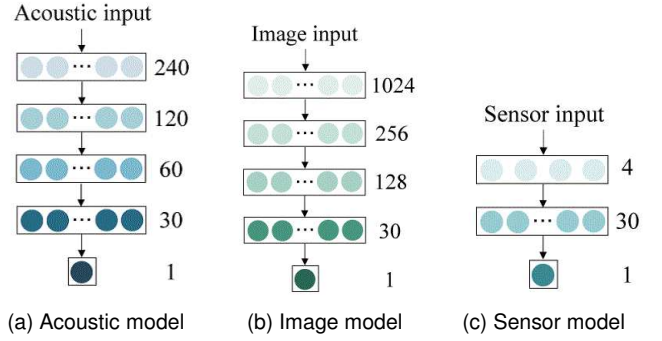 Acoustic input
240
120
60
30
1
(a) Acoustic model
Image input
1024
256
128
30
1
(b) Image model
Sensor input
4
30
1
(c) Sensor model